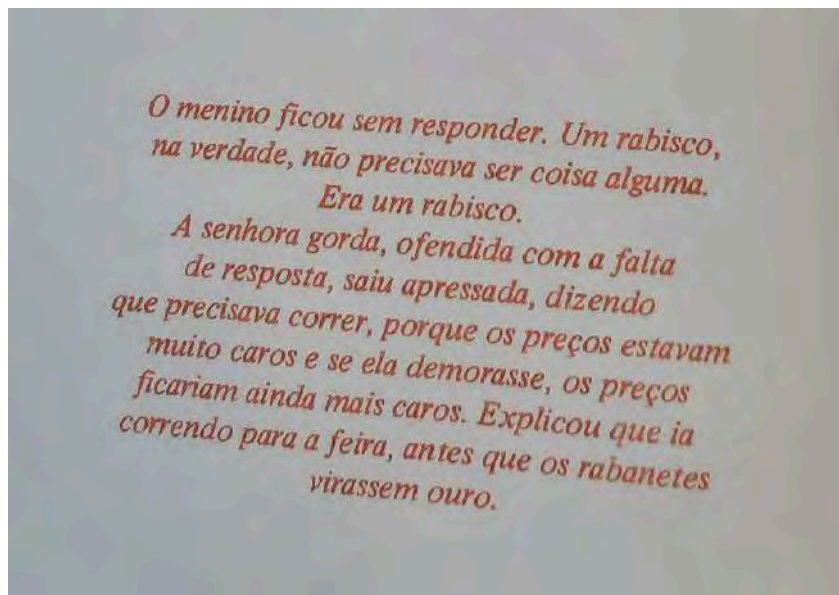 O menino ficou sem responder. Um rabisco,
na verdade, não precisava ser coisa alguma.
Era um rabisco.
A senhora gorda, ofendida com a falta
de resposta, saiu apressada, dizendo
que precisava correr, porque os preços estavam
muito caros e se ela demorasse, os preços
ficariam ainda mais caros. Explicou que ia
correndo para a feira, antes que os rabanetes
virassem ouro.